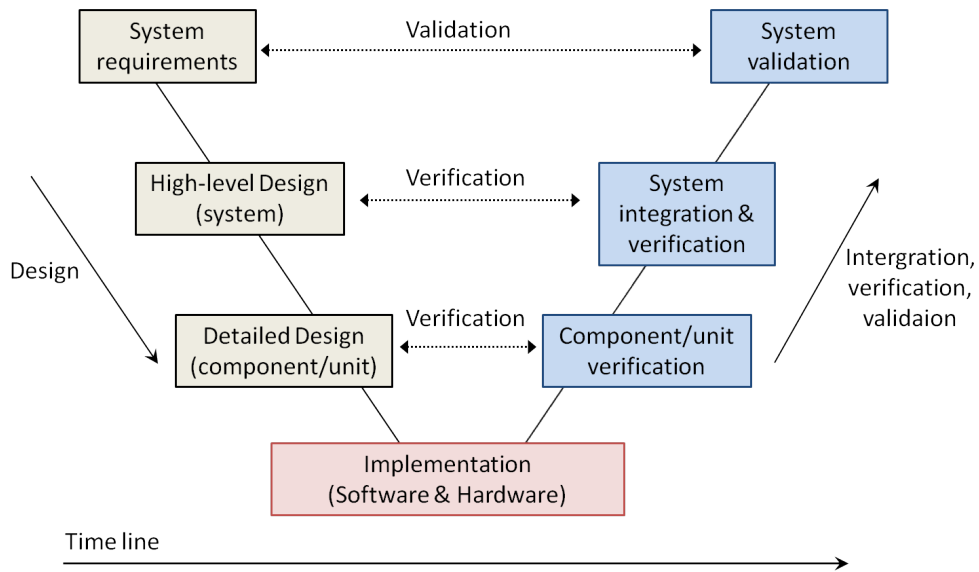 System
requirements
Validation
System
validation
High-level Design
(system)
Verification
System
integration &
verification
Design
Intergration,
verification,
validaion
Detailed Design
(component/unit)
Verification
Component/unit
verification
Implementation
(Software & Hardware)
Time line